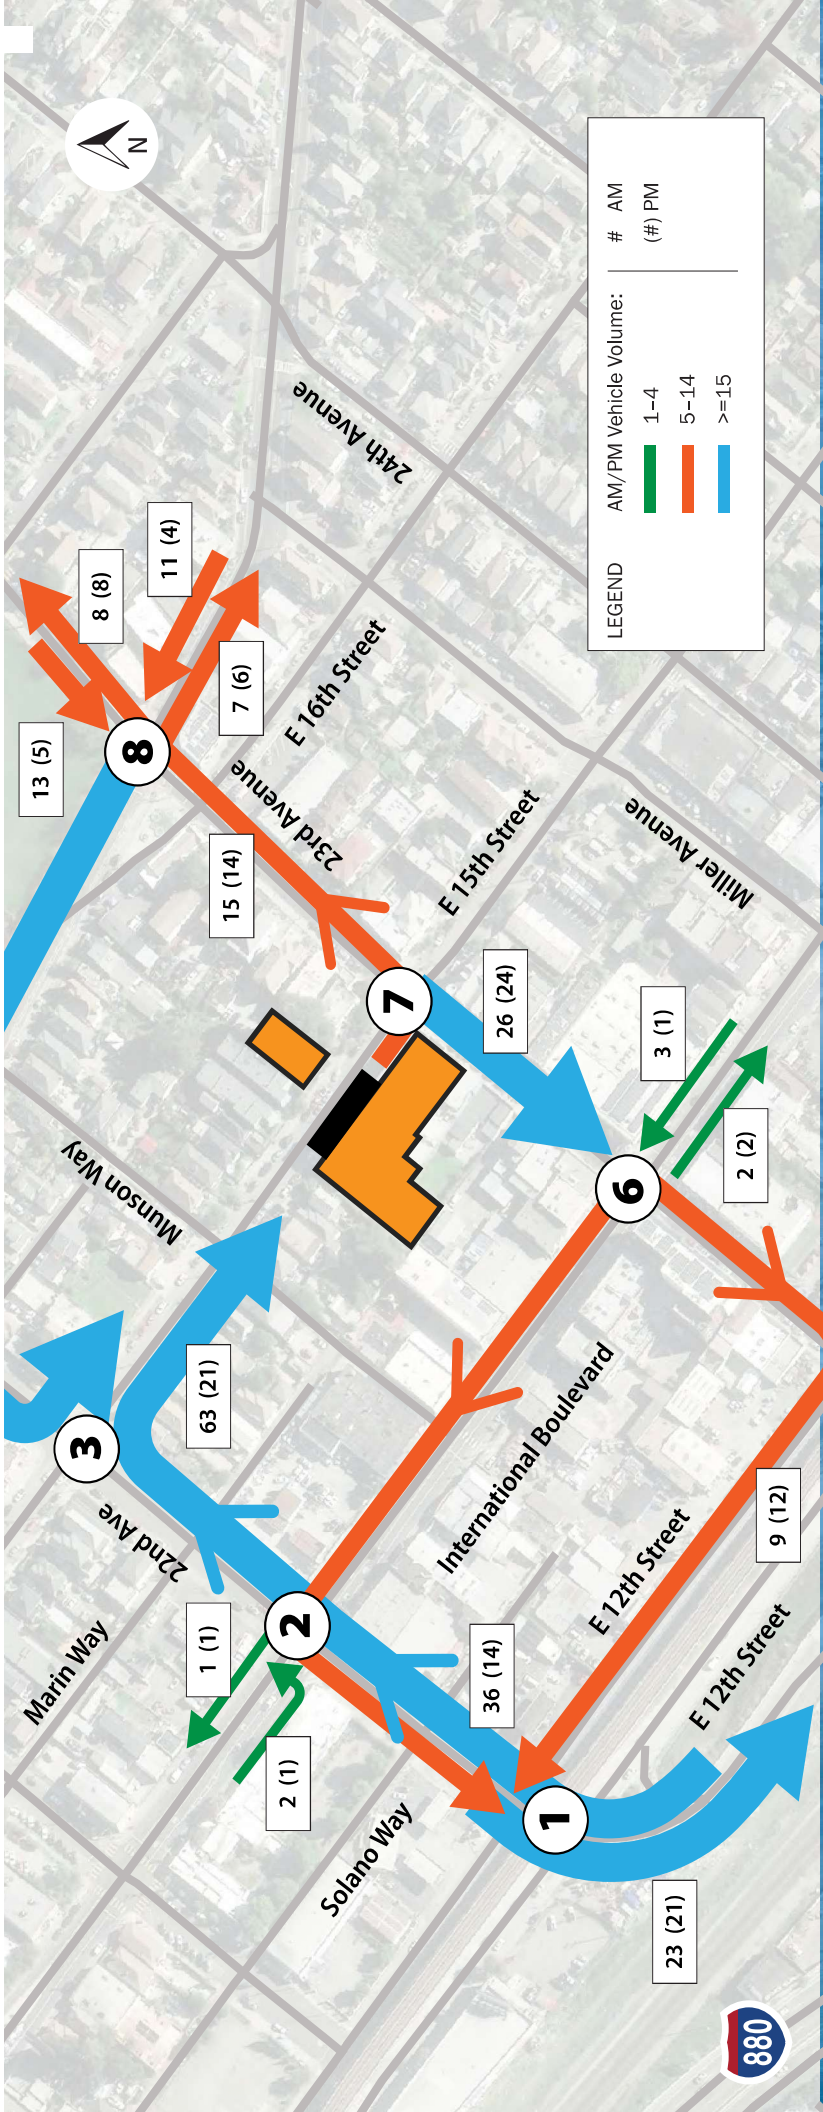 N
13 (5)
8 (8)
11 (4)
7 (6)
8
15 (14)
23rd Avenue
24th Avenue
E 16th Street
E 15th Street
Miller Avenue
7
26 (24)
3 (1)
2 (2)
6
Munson Way
63 (21)
3
22nd Ave
Marin Way
1 (1)
2
2 (1)
36 (14)
International Boulevard
E 12th Street
9 (12)
E 12th Street
Solano Way
1
23 (21)
880
LEGEND
AM/PM Vehicle Volume:
1–4
5–14
>=15
# AM
(#) PM